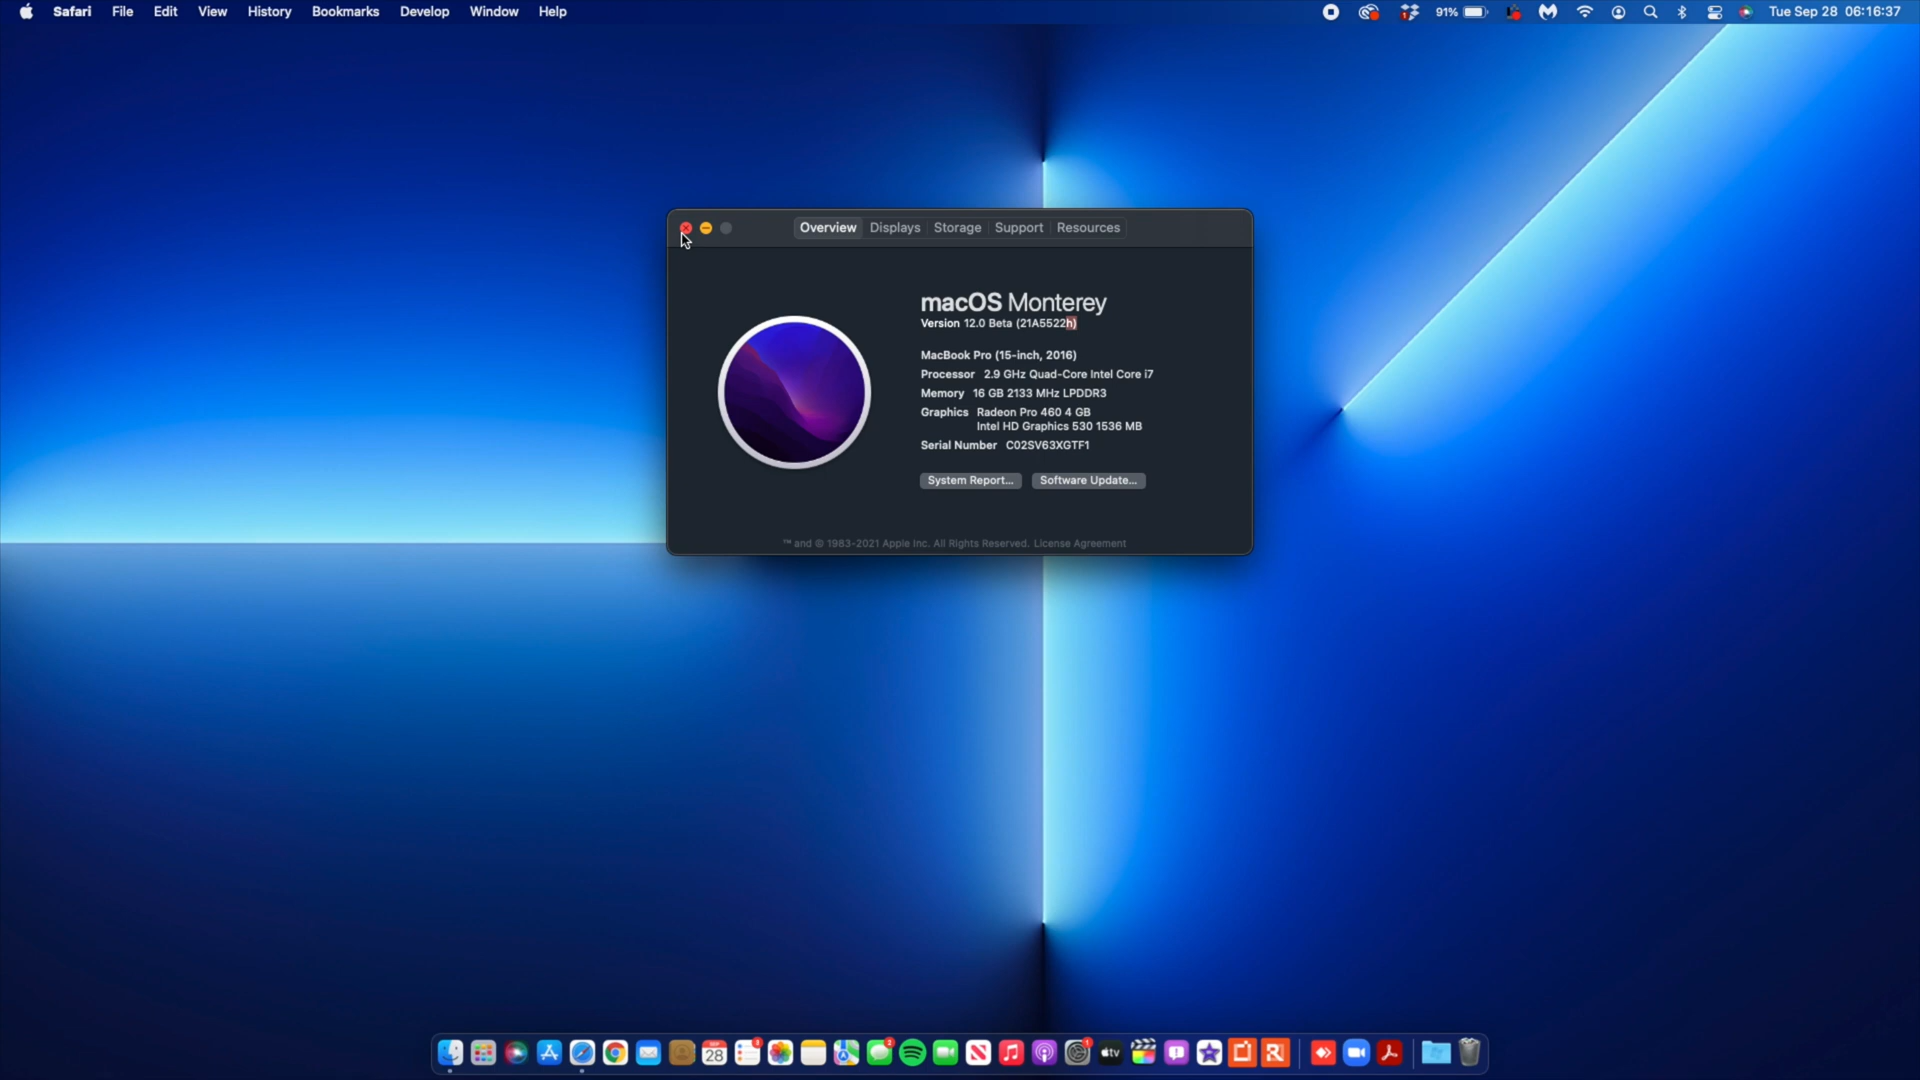 Safari File Edit View History Bookmarks Develop Window Help 91% Tue Sep 28 06:16:37
Overview Displays Storage Support Resources
macOS Monterey
Version 12.0 Beta (21A5522h)
MacBook Pro (15-inch, 2016)
Processor 2.9 GHz Quad-Core Intel Core i7
Memory 16 GB 2133 MHz LPDDR3
Graphics Radeon Pro 460 4 GB
Intel HD Graphics 530 1536 MB
Serial Number C02SV63XGTF1
System Report... Software Update...
™ and © 1983-2021 Apple Inc. All Rights Reserved. License Agreement
28 3 2 1 tv